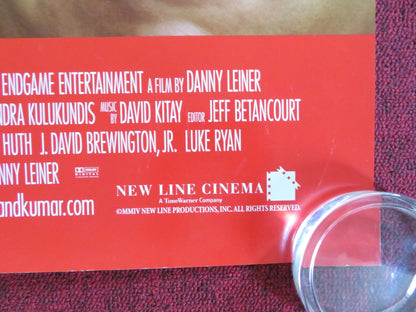 ENDGAME ENTERTAINMENT A FILM BY DANNY LEINER
NDRA KULUKUNDIS MUSIC BY DAVID KITAY EDITOR JEFF BETANCOURT
HUTH J. DAVID BREWINGTON, JR. LUKE RYAN
NNY LEINER DOLBY DIGITAL
andkumar.com
NEW LINE CINEMA
A TimeWarner Company
©MMIV NEW LINE PRODUCTIONS, INC. ALL RIGHTS RESERVED.